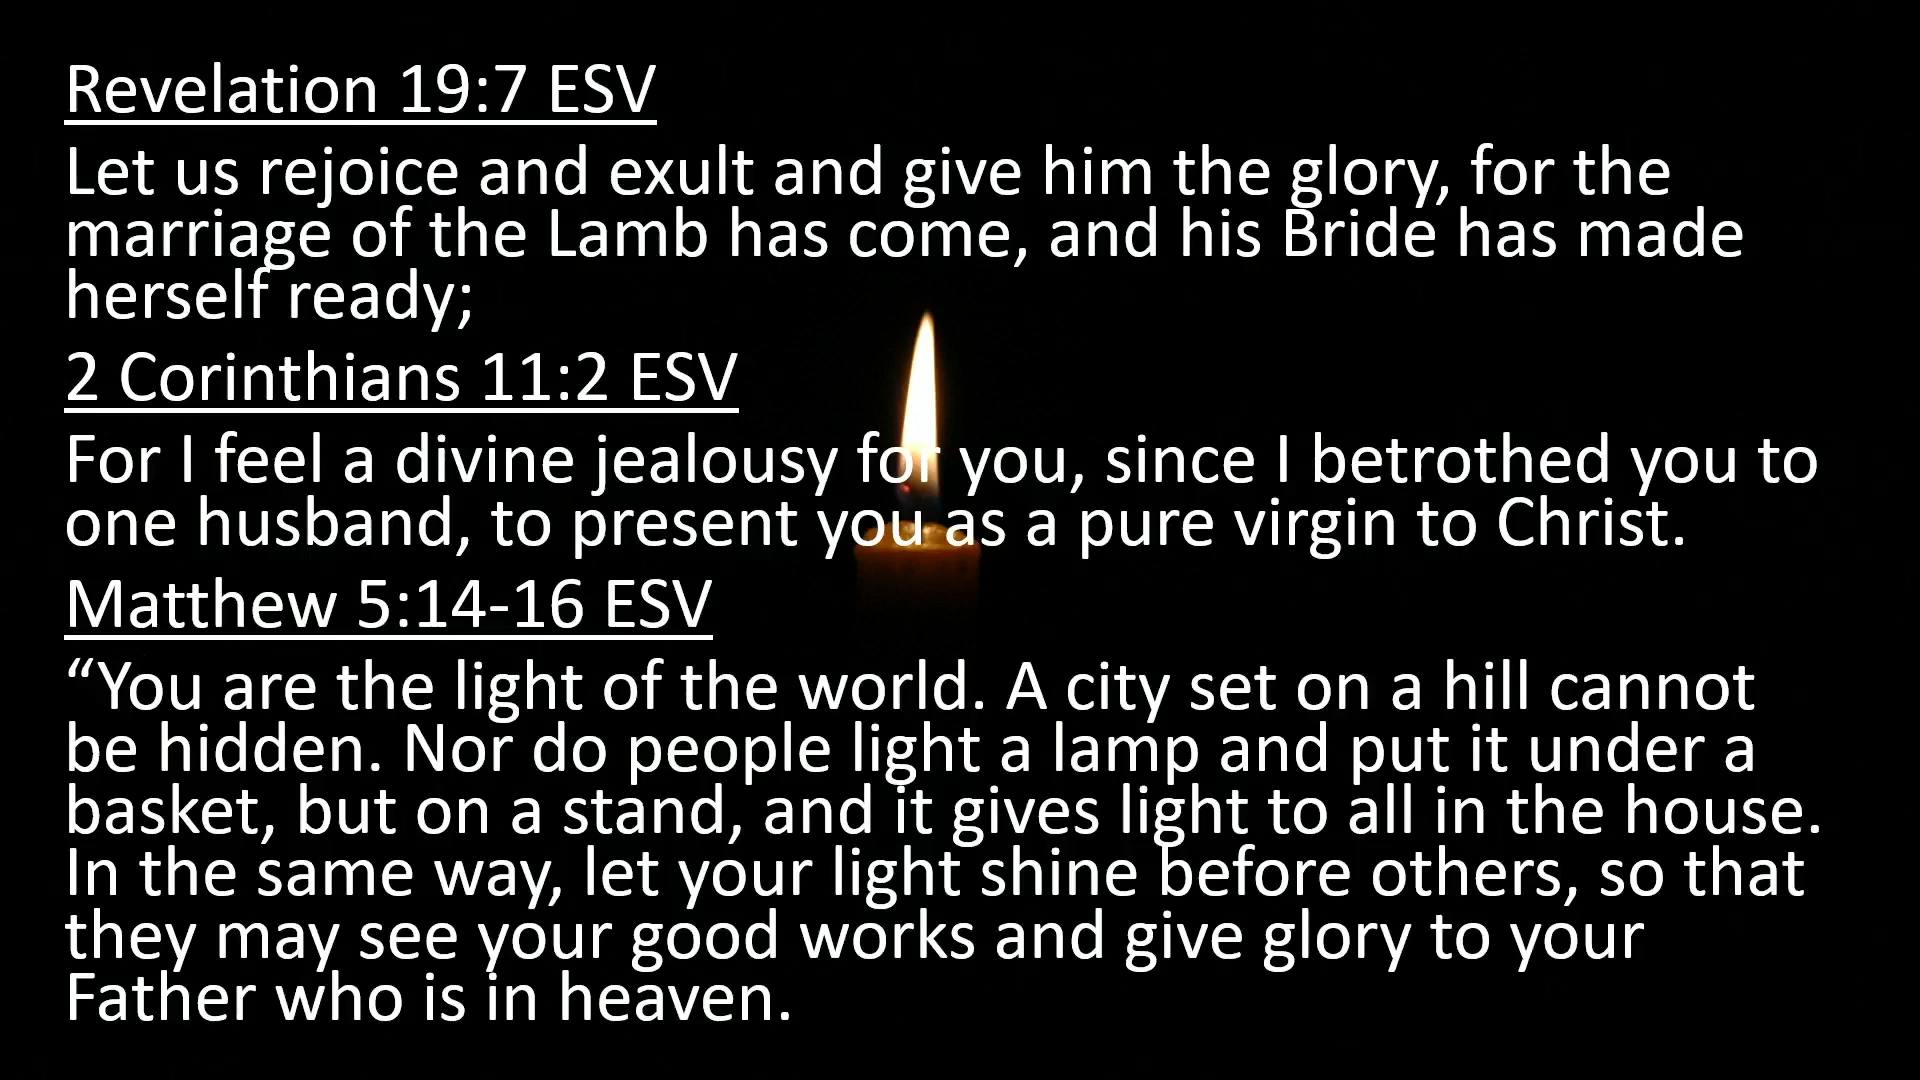 Revelation 19:7 ESV
Let us rejoice and exult and give him the glory, for the
marriage of the Lamb has come, and his Bride has made
herself ready;
2 Corinthians 11:2 ESV
For I feel a divine jealousy for you, since I betrothed you to
one husband, to present you as a pure virgin to Christ.
Matthew 5:14-16 ESV
“You are the light of the world. A city set on a hill cannot
be hidden. Nor do people light a lamp and put it under a
basket, but on a stand, and it gives light to all in the house.
In the same way, let your light shine before others, so that
they may see your good works and give glory to your
Father who is in heaven.